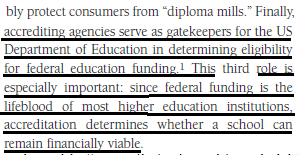 bly protect consumers from “diploma mills.” Finally,
accrediting agencies serve as gatekeepers for the US
Department of Education in determining eligibility
for federal education funding.¹ This third role is
especially important: since federal funding is the
lifeblood of most higher education institutions,
accreditation determines whether a school can
remain financially viable.